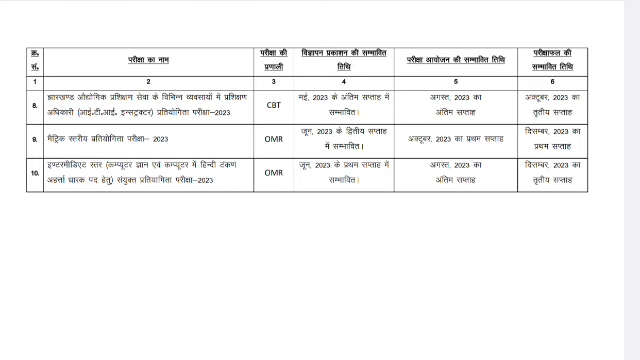 क्र. सं.
परीक्षा का नाम
परीक्षा की प्रणाली
विज्ञापन प्रकाशन की सम्भावित तिथि
परीक्षा आयोजन की सम्भावित तिथि
परीक्षाफल की सम्भावित तिथि
1 2 3 4 5 6
8.
झारखण्ड औद्योगिक प्रशिक्षण सेवा के विभिन्न व्यवसायों में प्रशिक्षण
अधिकारी (आई.टी.आई. इन्सट्रक्टर) प्रतियोगिता परीक्षा–2023
CBT
मई, 2023 के अंतिम सप्ताह में
सम्भावित।
अगस्त, 2023 का
अंतिम सप्ताह
अक्टूबर, 2023 का
तृतीय सप्ताह
9.
मैट्रिक स्तरीय प्रतियोगिता परीक्षा– 2023
OMR
जून, 2023 के द्वितीय सप्ताह
में सम्भावित।
अक्टूबर, 2023 का प्रथम सप्ताह
दिसम्बर, 2023 का
प्रथम सप्ताह
10.
इण्टरमीडिएट स्तर (कम्प्यूटर ज्ञान एवं कम्प्यूटर में हिन्दी टंकण
अहर्त्ता धारक पद हेतु) संयुक्त प्रतियागिता परीक्षा–2023
OMR
जून, 2023 के प्रथम सप्ताह में
सम्भावित।
अगस्त, 2023 का
अंतिम सप्ताह
दिसम्बर, 2023 का
तृतीय सप्ताह